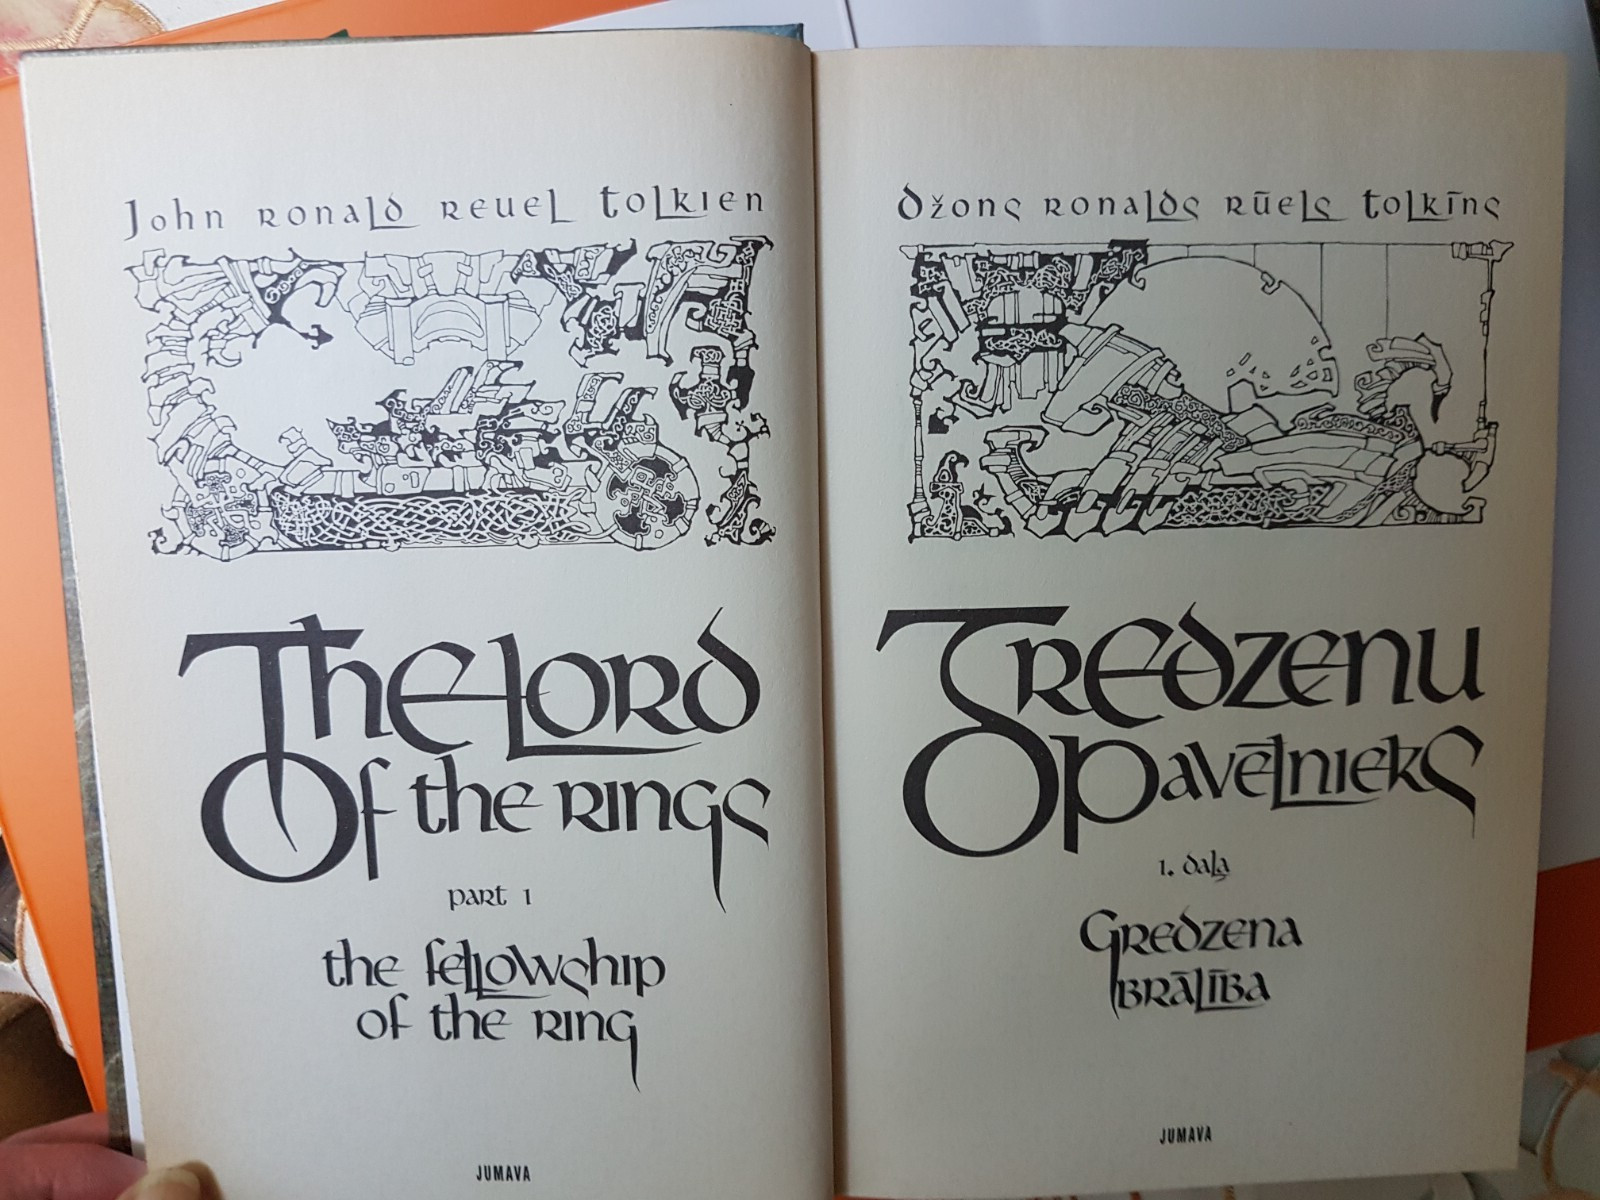 John Ronald Reuel Tolkien
The Lord
Of the Rings
part 1
the fellowship
of the ring
JUMAVA
Džons Ronalds Rūels Tolkīns
Gredzenu
Pavēlnieks
1. daļa
Gredzena
brālība
JUMAVA